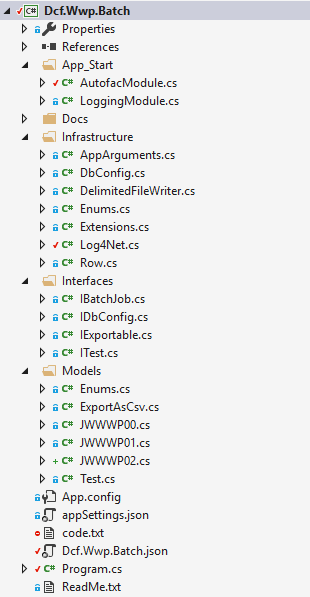 C# Dcf.Wwp.Batch
Properties
References
App_Start
C# AutofacModule.cs
C# LoggingModule.cs
Docs
Infrastructure
C# AppArguments.cs
C# DbConfig.cs
C# DelimitedFileWriter.cs
C# Enums.cs
C# Extensions.cs
C# Log4Net.cs
C# Row.cs
Interfaces
C# IBatchJob.cs
C# IDbConfig.cs
C# IExportable.cs
C# ITest.cs
Models
C# Enums.cs
C# ExportAsCsv.cs
C# JWWWP00.cs
C# JWWWP01.cs
C# JWWWP02.cs
C# Test.cs
App.config
appSettings.json
code.txt
Dcf.Wwp.Batch.json
C# Program.cs
ReadMe.txt